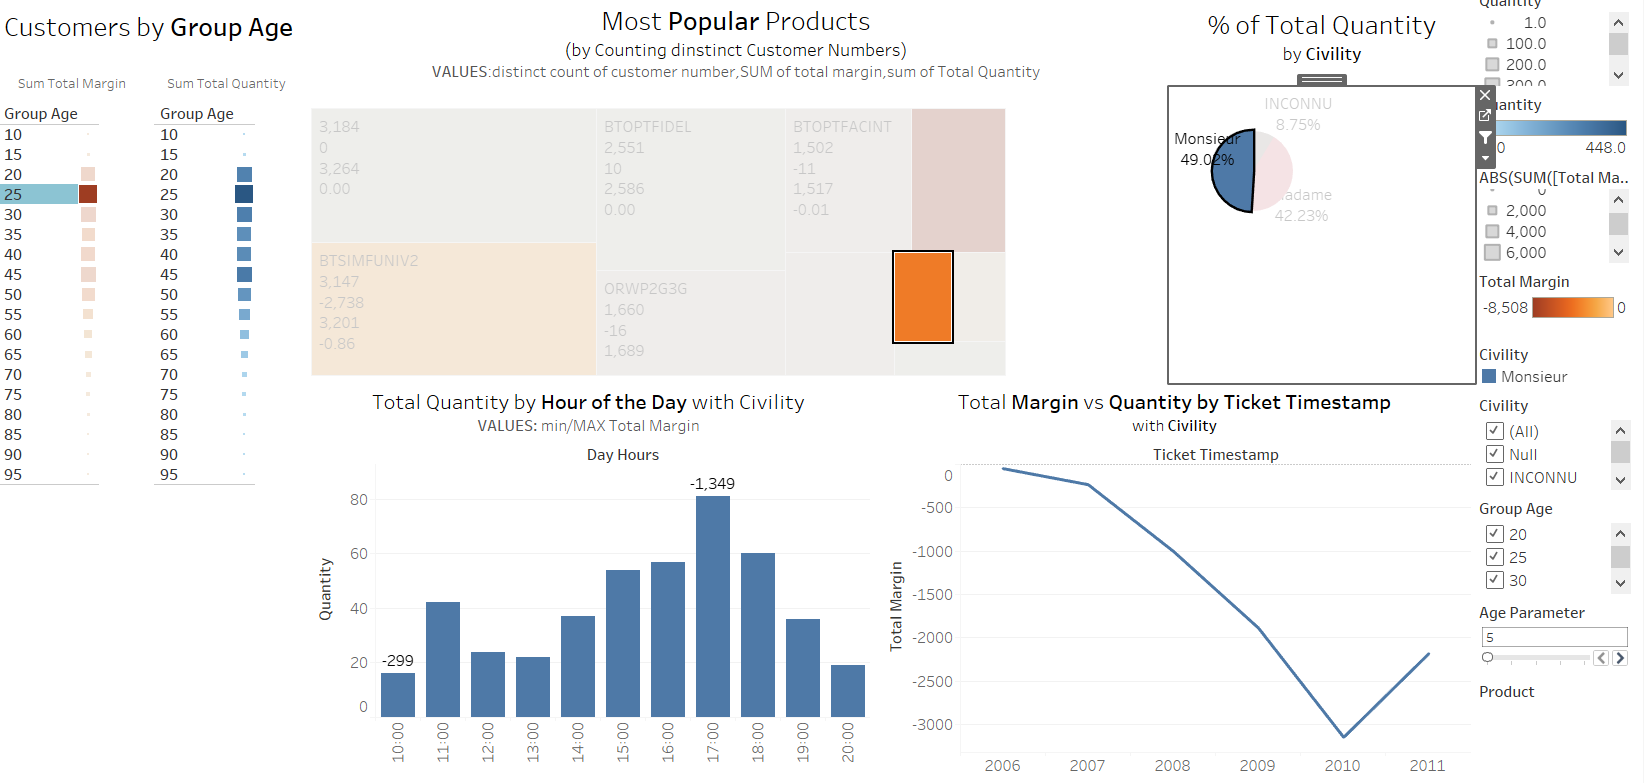 Customers by Group Age
Sum Total Margin
Sum Total Quantity
Group Age
10
15
20
25
30
35
40
45
50
55
60
65
70
75
80
85
90
95
Group Age
10
15
20
25
30
35
40
45
50
55
60
65
70
75
80
85
90
95
Most Popular Products
(by Counting dinstinct Customer Numbers)
VALUES:distinct count of customer number,SUM of total margin,sum of Total Quantity
3,184
0
3,264
0.00
BTSIMFUNIV2
3,147
-2,738
3,201
-0.86
BTOPTFIDEL
2,551
10
2,586
0.00
ORWP2G3G
1,660
-16
1,689
BTOPTFACINT
1,502
-11
1,517
-0.01
% of Total Quantity
by Civility
INCONNU
8.75%
Monsieur
49.02%
adame
42.23%
Total Quantity by Hour of the Day with Civility
VALUES: min/MAX Total Margin
Day Hours
Quantity
80
60
40
20
0
-299
-1,349
10:00
11:00
12:00
13:00
14:00
15:00
16:00
17:00
18:00
19:00
20:00
Total Margin vs Quantity by Ticket Timestamp
with Civility
Ticket Timestamp
Total Margin
0
-500
-1000
-1500
-2000
-2500
-3000
2006
2007
2008
2009
2010
2011
Quantity
1.0
100.0
200.0
300.0
uantity
0
448.0
ABS(SUM([Total Ma..
0
2,000
4,000
6,000
Total Margin
-8,508
0
Civility
Monsieur
Civility
(All)
Null
INCONNU
Group Age
20
25
30
Age Parameter
5
Product